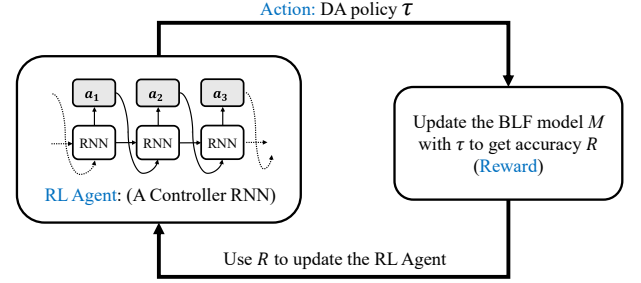 Action: DA policy τ
a1 a2 a3
RNN RNN RNN
RL Agent: (A Controller RNN)
Update the BLF model M
with τ to get accuracy R
(Reward)
Use R to update the RL Agent